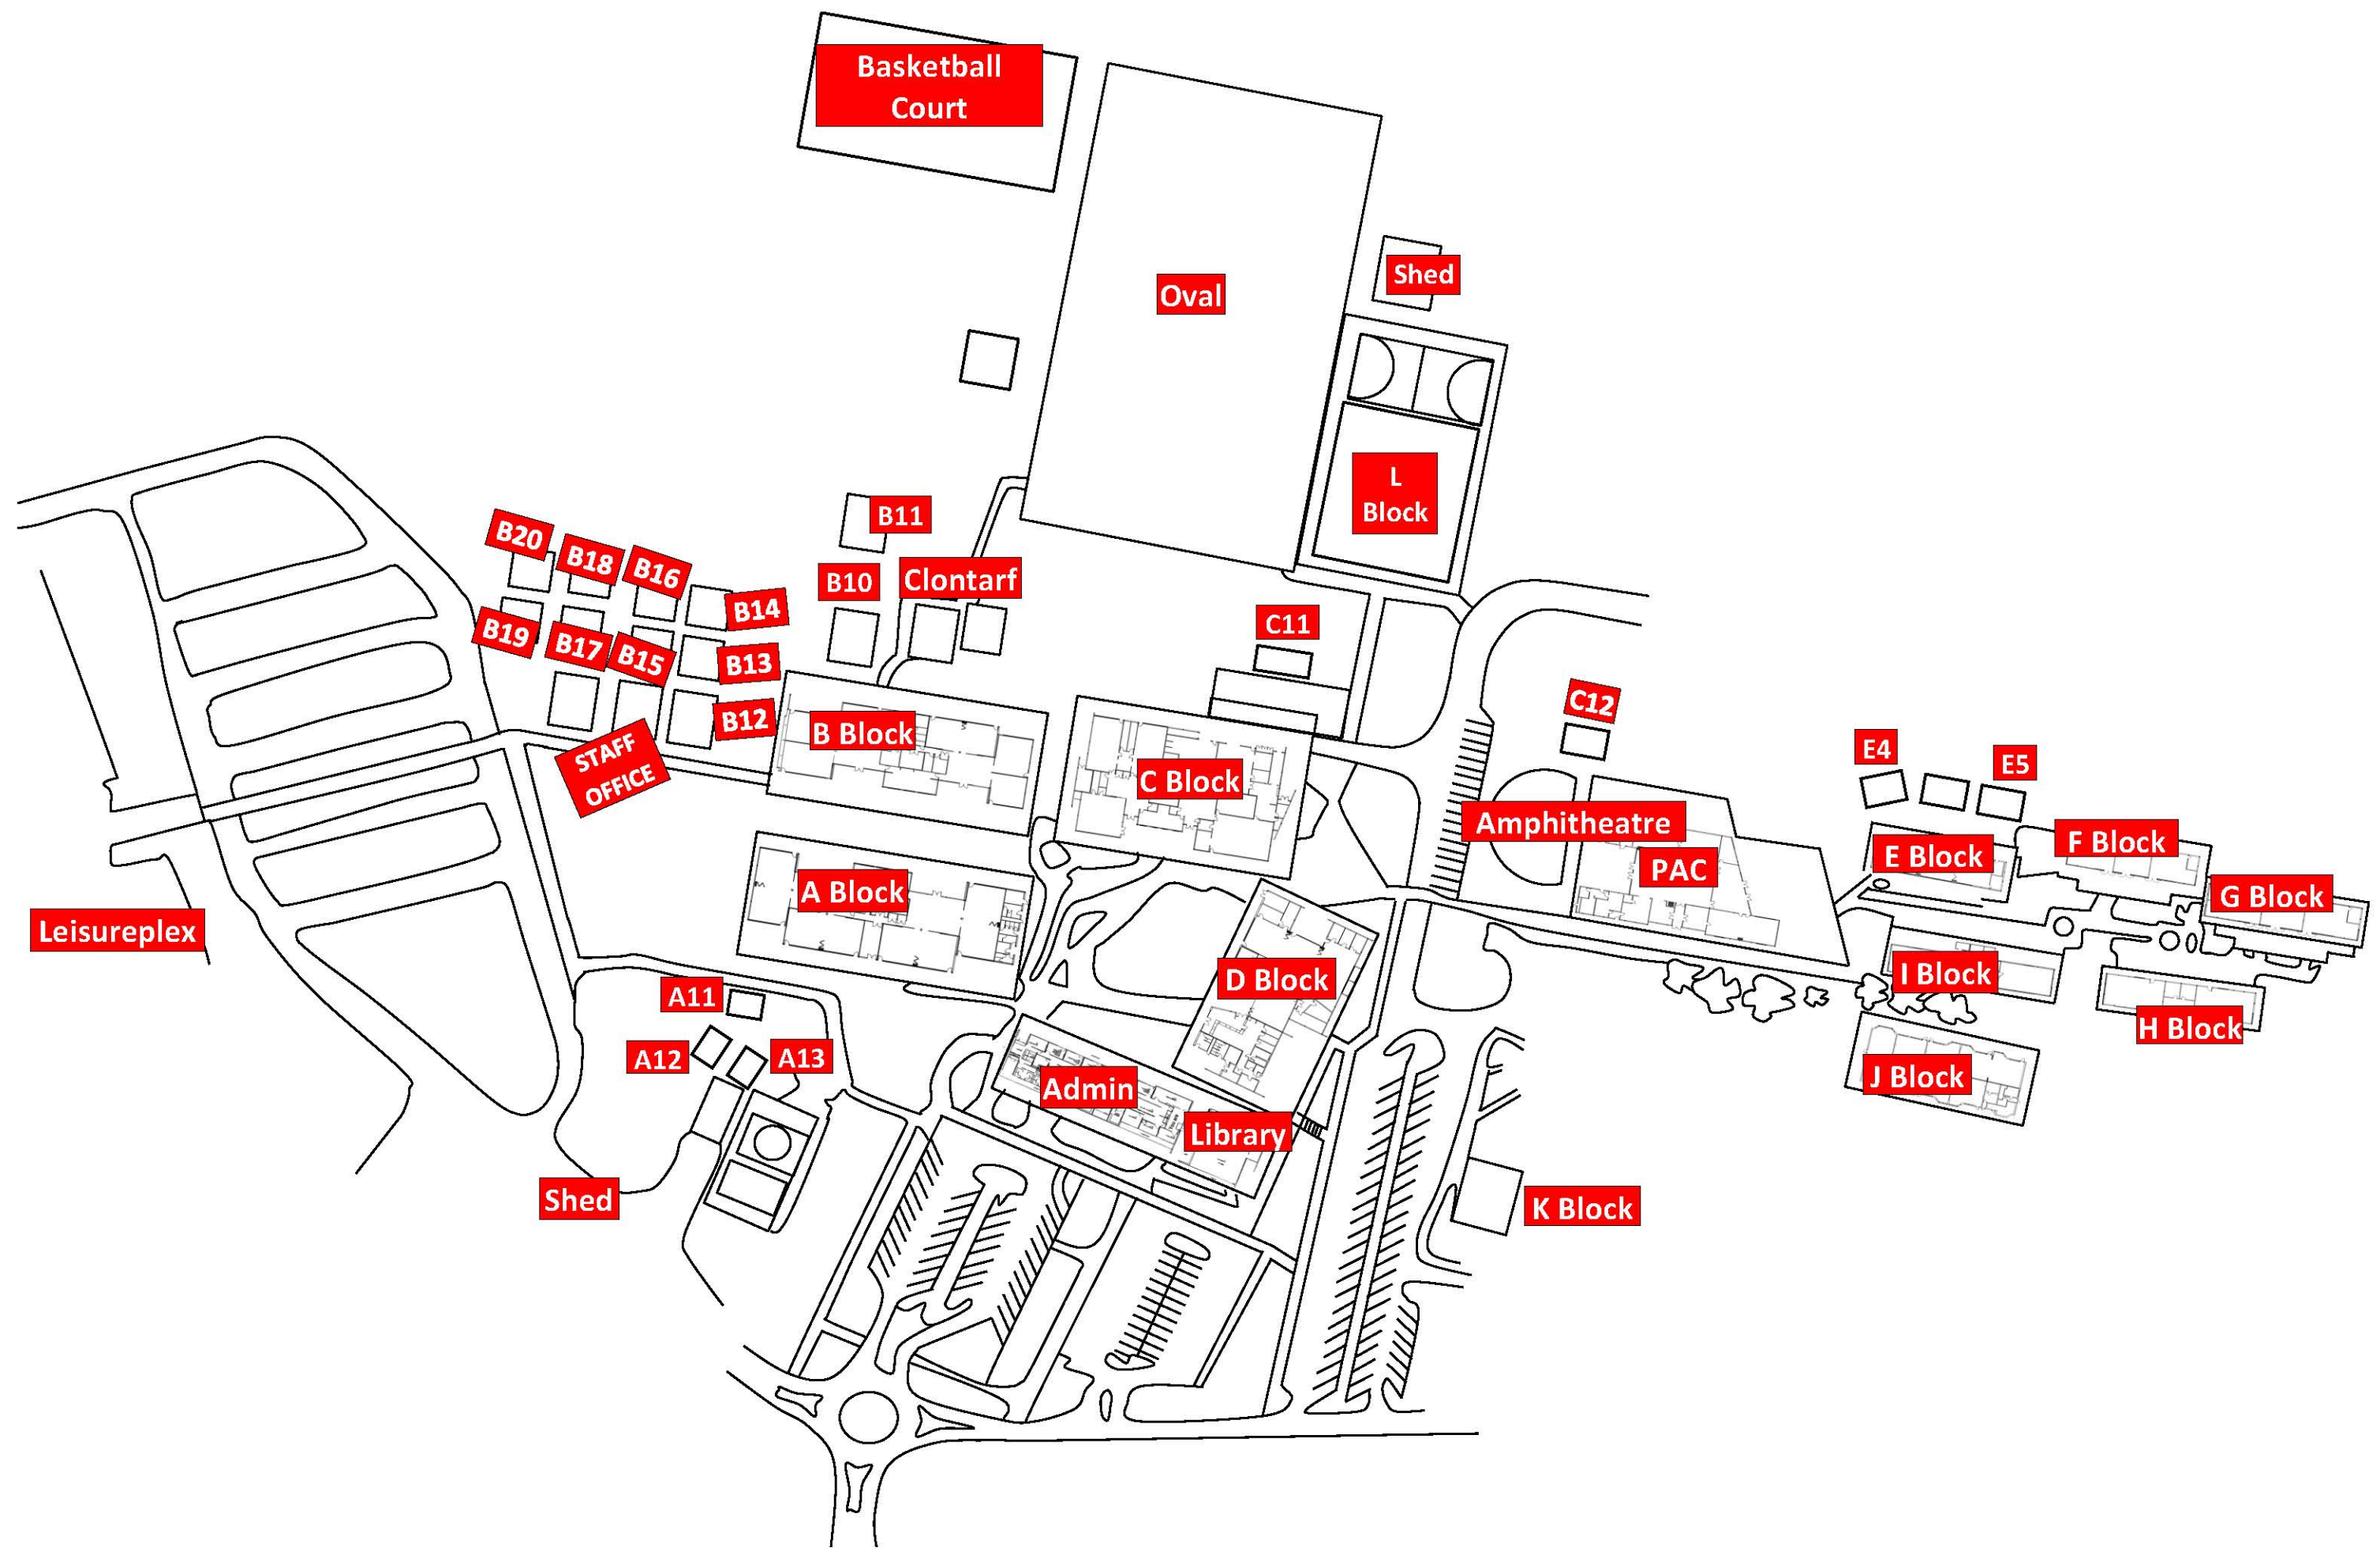 Basketball
Court
Oval
Shed
L
Block
B11
B20
B18
B16
B10
Clontarf
B14
B19
B17
B15
B13
B12
C11
C12
STAFF
OFFICE
B Block
C Block
Amphitheatre
PAC
E4
E5
E Block
F Block
G Block
A Block
Leisureplex
D Block
I Block
H Block
J Block
A11
A12
A13
Admin
Library
Shed
K Block